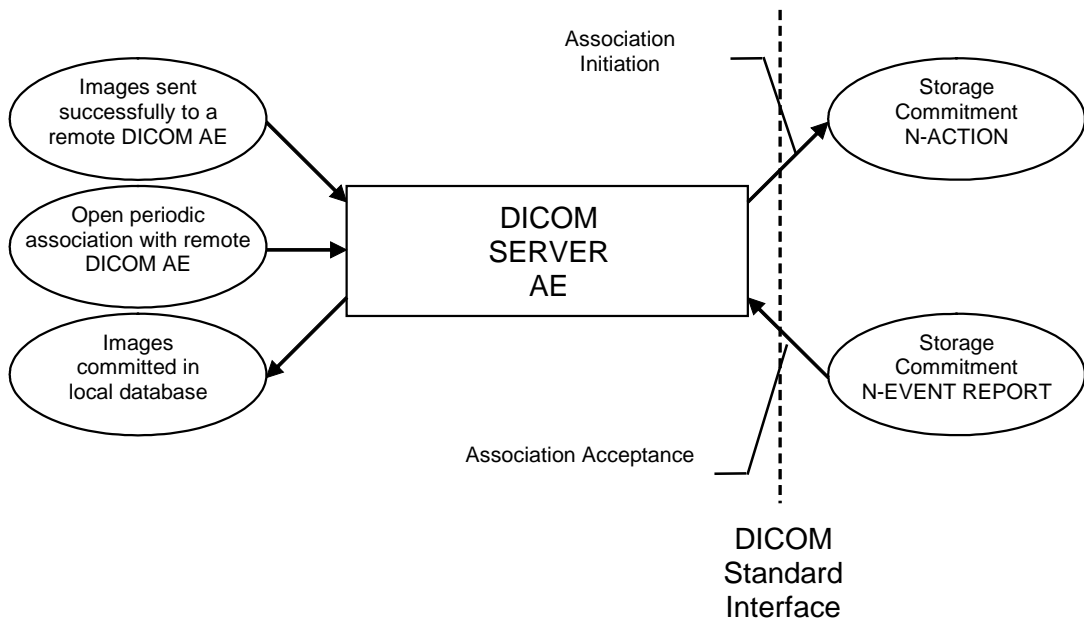 Association
Initiation
Images sent
successfully to a
remote DICOM AE
Storage
Commitment
N-ACTION
Open periodic
association with remote
DICOM AE
DICOM
SERVER
AE
Images
committed in
local database
Storage
Commitment
N-EVENT REPORT
Association Acceptance
DICOM
Standard
Interface